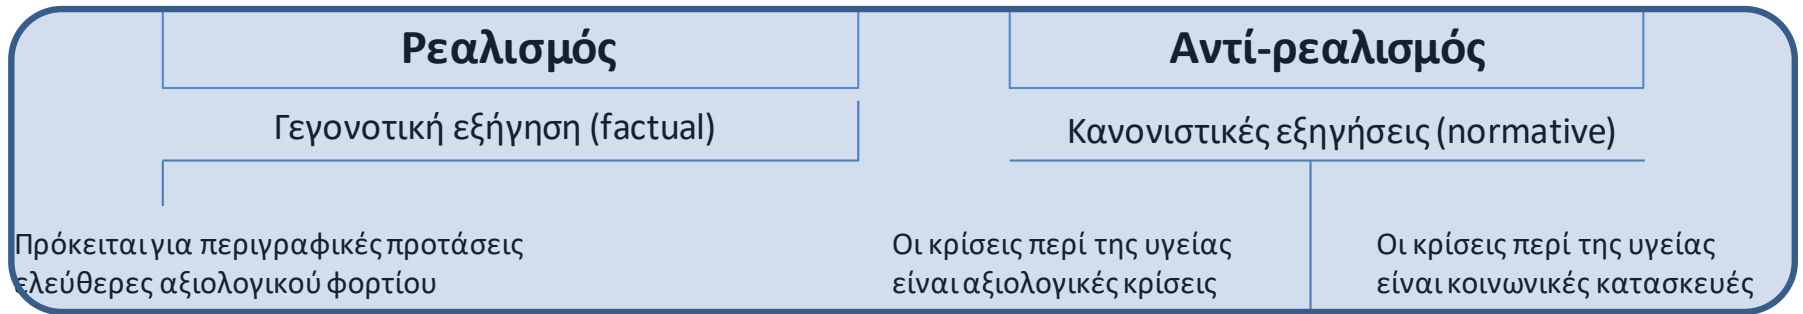 Ρεαλισμός
Αντί-ρεαλισμός
Γεγονοτική εξήγηση (factual)
Κανονιστικές εξηγήσεις (normative)
Πρόκειται για περιγραφικές προτάσεις
ελεύθερες αξιολογικού φορτίου
Οι κρίσεις περί της υγείας
είναι αξιολογικές κρίσεις
Οι κρίσεις περί της υγείας
είναι κοινωνικές κατασκευές